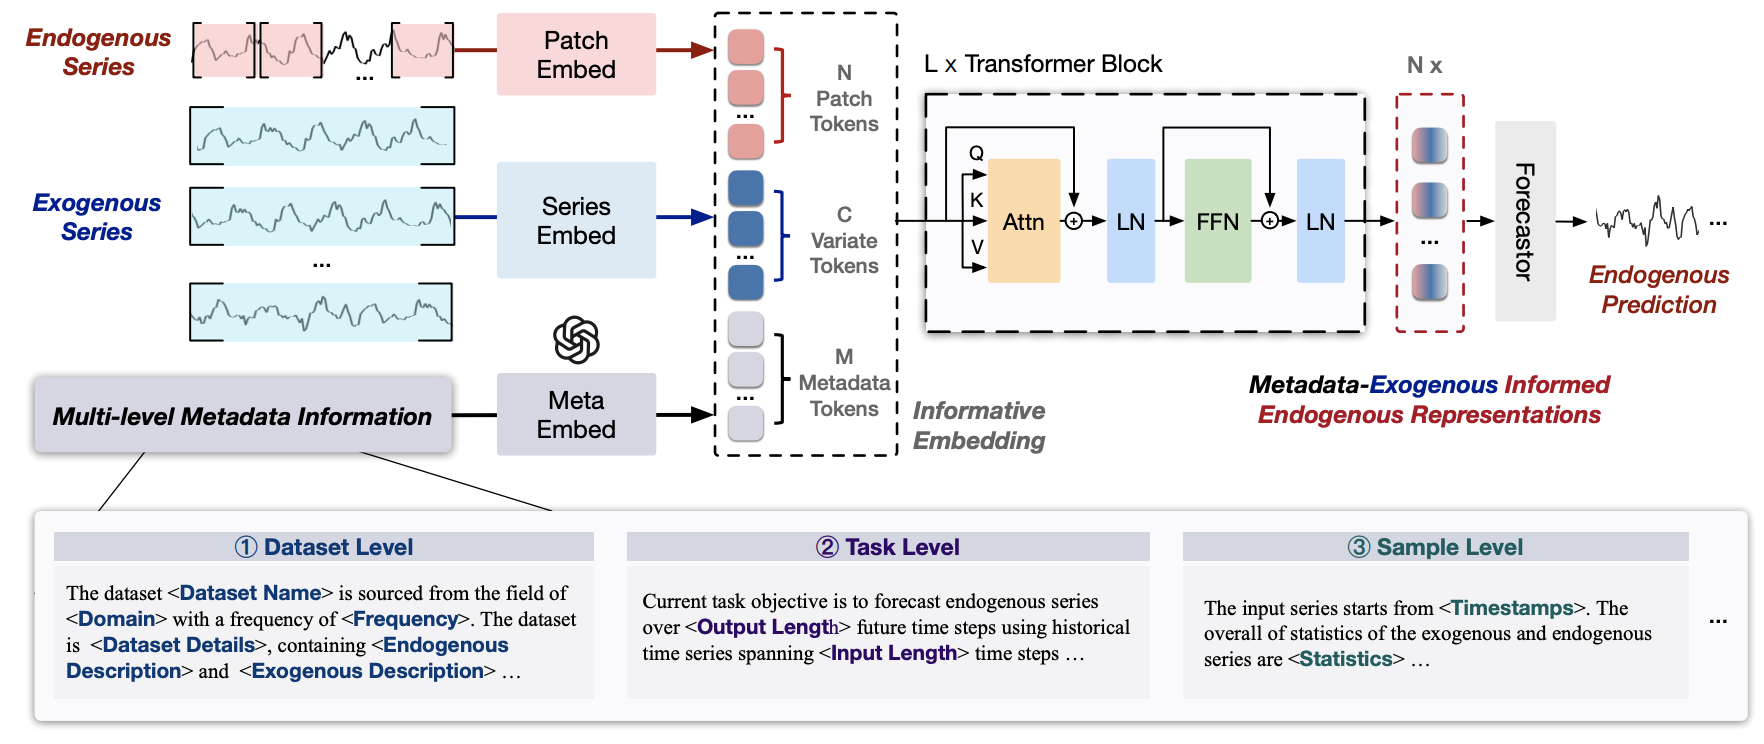 Endogenous
Series
...
Patch
Embed
...
N
Patch
Tokens
L x Transformer Block
N x
Exogenous
Series
...
Series
Embed
...
C
Variate
Tokens
Q
K
V
Attn
+
LN
FFN
+
LN
...
Forecastor
...
Endogenous
Prediction
Multi-level Metadata Information
Meta
Embed
...
M
Metadata
Tokens
Informative
Embedding
Metadata-Exogenous Informed
Endogenous Representations
① Dataset Level
The dataset <Dataset Name> is sourced from the field of
<Domain> with a frequency of <Frequency>. The dataset
is <Dataset Details>, containing <Endogenous
Description> and <Exogenous Description> ...
② Task Level
Current task objective is to forecast endogenous series
over <Output Length> future time steps using historical
time series spanning <Input Length> time steps ...
③ Sample Level
The input series starts from <Timestamps>. The
overall of statistics of the exogenous and endogenous
series are <Statistics> ...
...